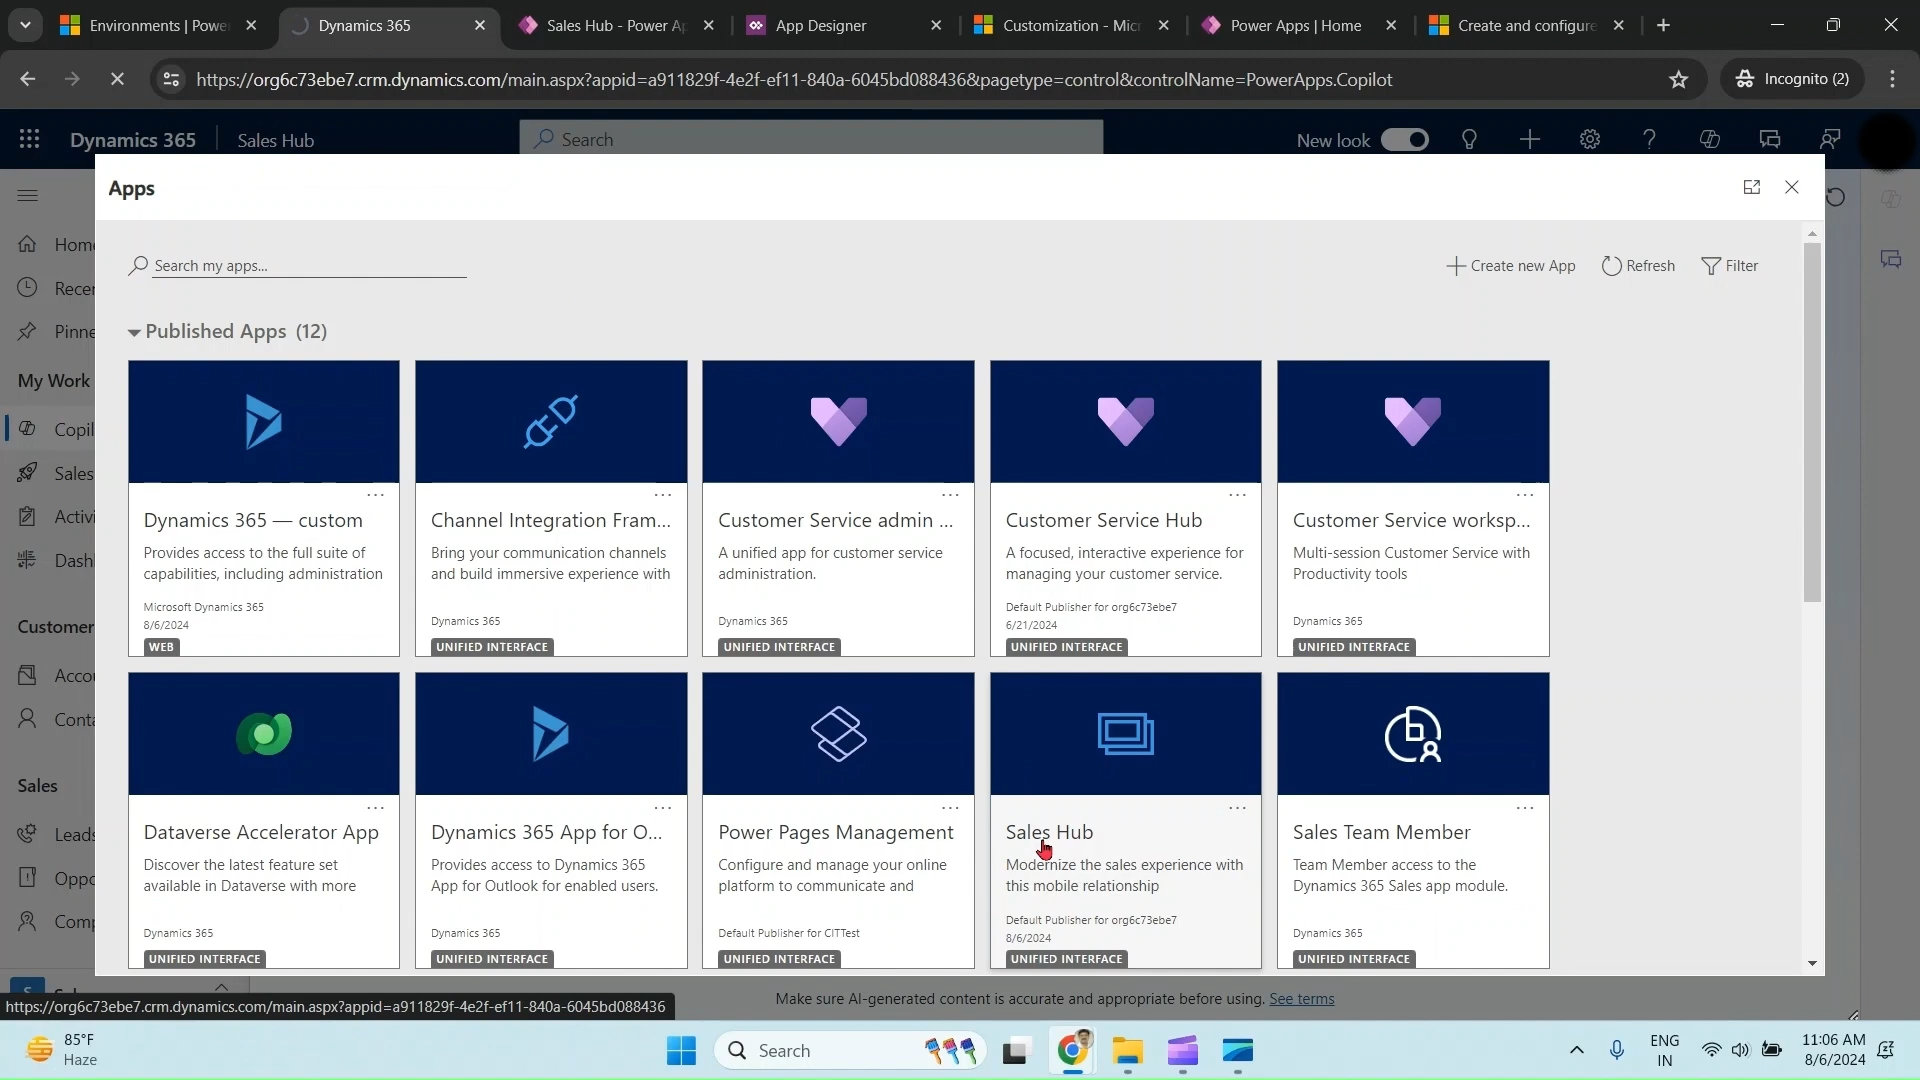 Environments | Powe
Dynamics 365
Sales Hub - Power Ap
App Designer
Customization - Micr
Power Apps | Home
Create and configure
https://org6c73ebe7.crm.dynamics.com/main.aspx?appid=a911829f-4e2f-ef11-840a-6045bd088436&pagetype=control&controlName=PowerApps.Copilot
Incognito (2)
Dynamics 365
Sales Hub
Search
New look
Apps
Search my apps...
Create new App
Refresh
Filter
Published Apps (12)
Home
Recen
Pinne
My Work
Copil
Sales
Activi
Dashl
Customer
Accou
Conta
Sales
Leads
Oppo
Comp
Dynamics 365 — custom
Provides access to the full suite of
capabilities, including administration
Microsoft Dynamics 365
8/6/2024
WEB
Channel Integration Fram...
Bring your communication channels
and build immersive experience with
Dynamics 365
UNIFIED INTERFACE
Customer Service admin ...
A unified app for customer service
administration.
Dynamics 365
UNIFIED INTERFACE
Customer Service Hub
A focused, interactive experience for
managing your customer service.
Default Publisher for org6c73ebe7
6/21/2024
UNIFIED INTERFACE
Customer Service worksp...
Multi-session Customer Service with
Productivity tools
Dynamics 365
UNIFIED INTERFACE
Dataverse Accelerator App
Discover the latest feature set
available in Dataverse with more
Dynamics 365
UNIFIED INTERFACE
Dynamics 365 App for O...
Provides access to Dynamics 365
App for Outlook for enabled users.
Dynamics 365
UNIFIED INTERFACE
Power Pages Management
Configure and manage your online
platform to communicate and
Default Publisher for CITTest
UNIFIED INTERFACE
Sales Hub
Modernize the sales experience with
this mobile relationship
Default Publisher for org6c73ebe7
8/6/2024
UNIFIED INTERFACE
Sales Team Member
Team Member access to the
Dynamics 365 Sales app module.
Dynamics 365
UNIFIED INTERFACE
https://org6c73ebe7.crm.dynamics.com/main.aspx?appid=a911829f-4e2f-ef11-840a-6045bd088436
Make sure AI-generated content is accurate and appropriate before using. See terms
85°F
Haze
Search
ENG
IN
11:06 AM
8/6/2024